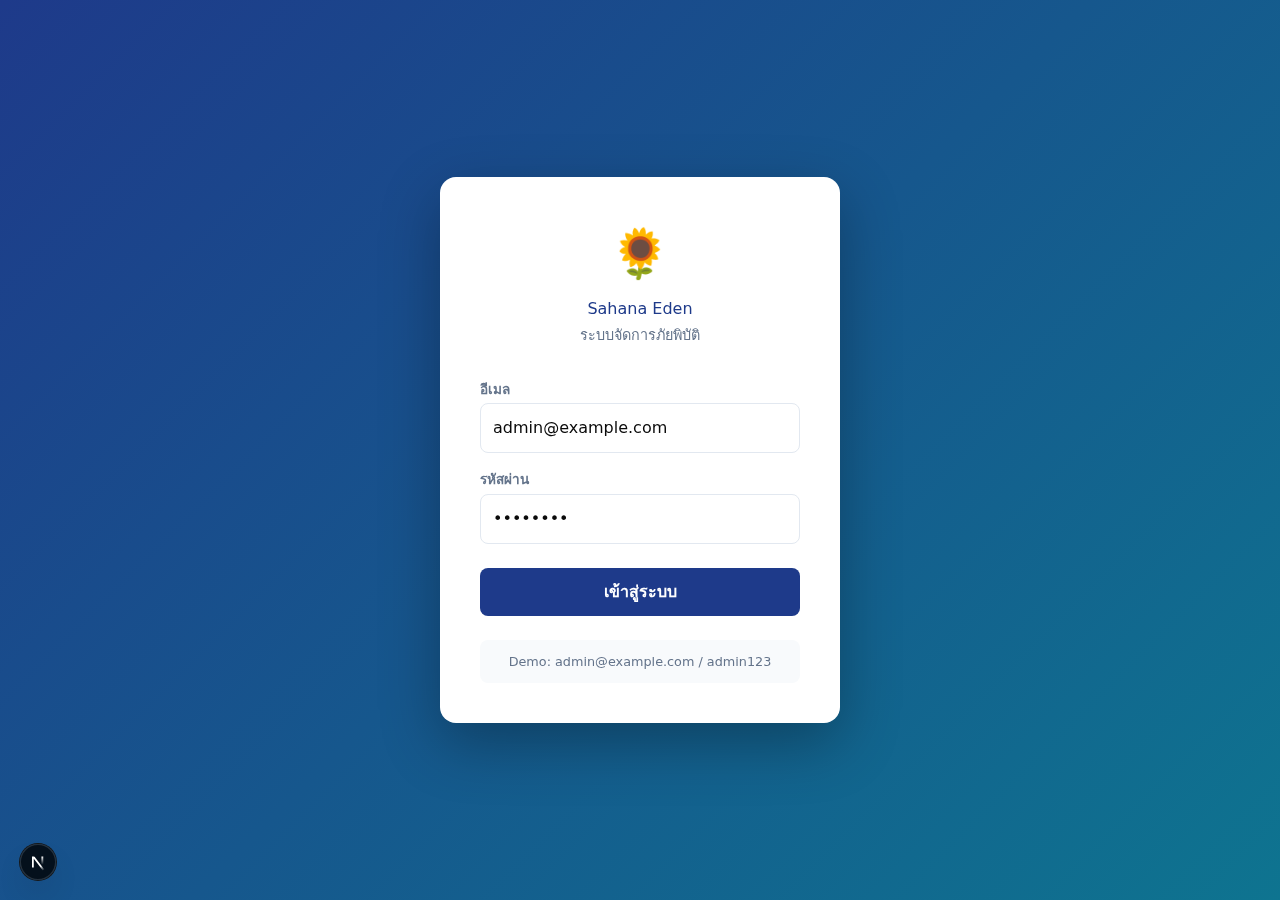 Sahana Eden
ระบบจัดการภัยพิบัติ
อีเมล
admin@example.com
รหัสผ่าน
••••••••
เข้าสู่ระบบ
Demo: admin@example.com / admin123
N